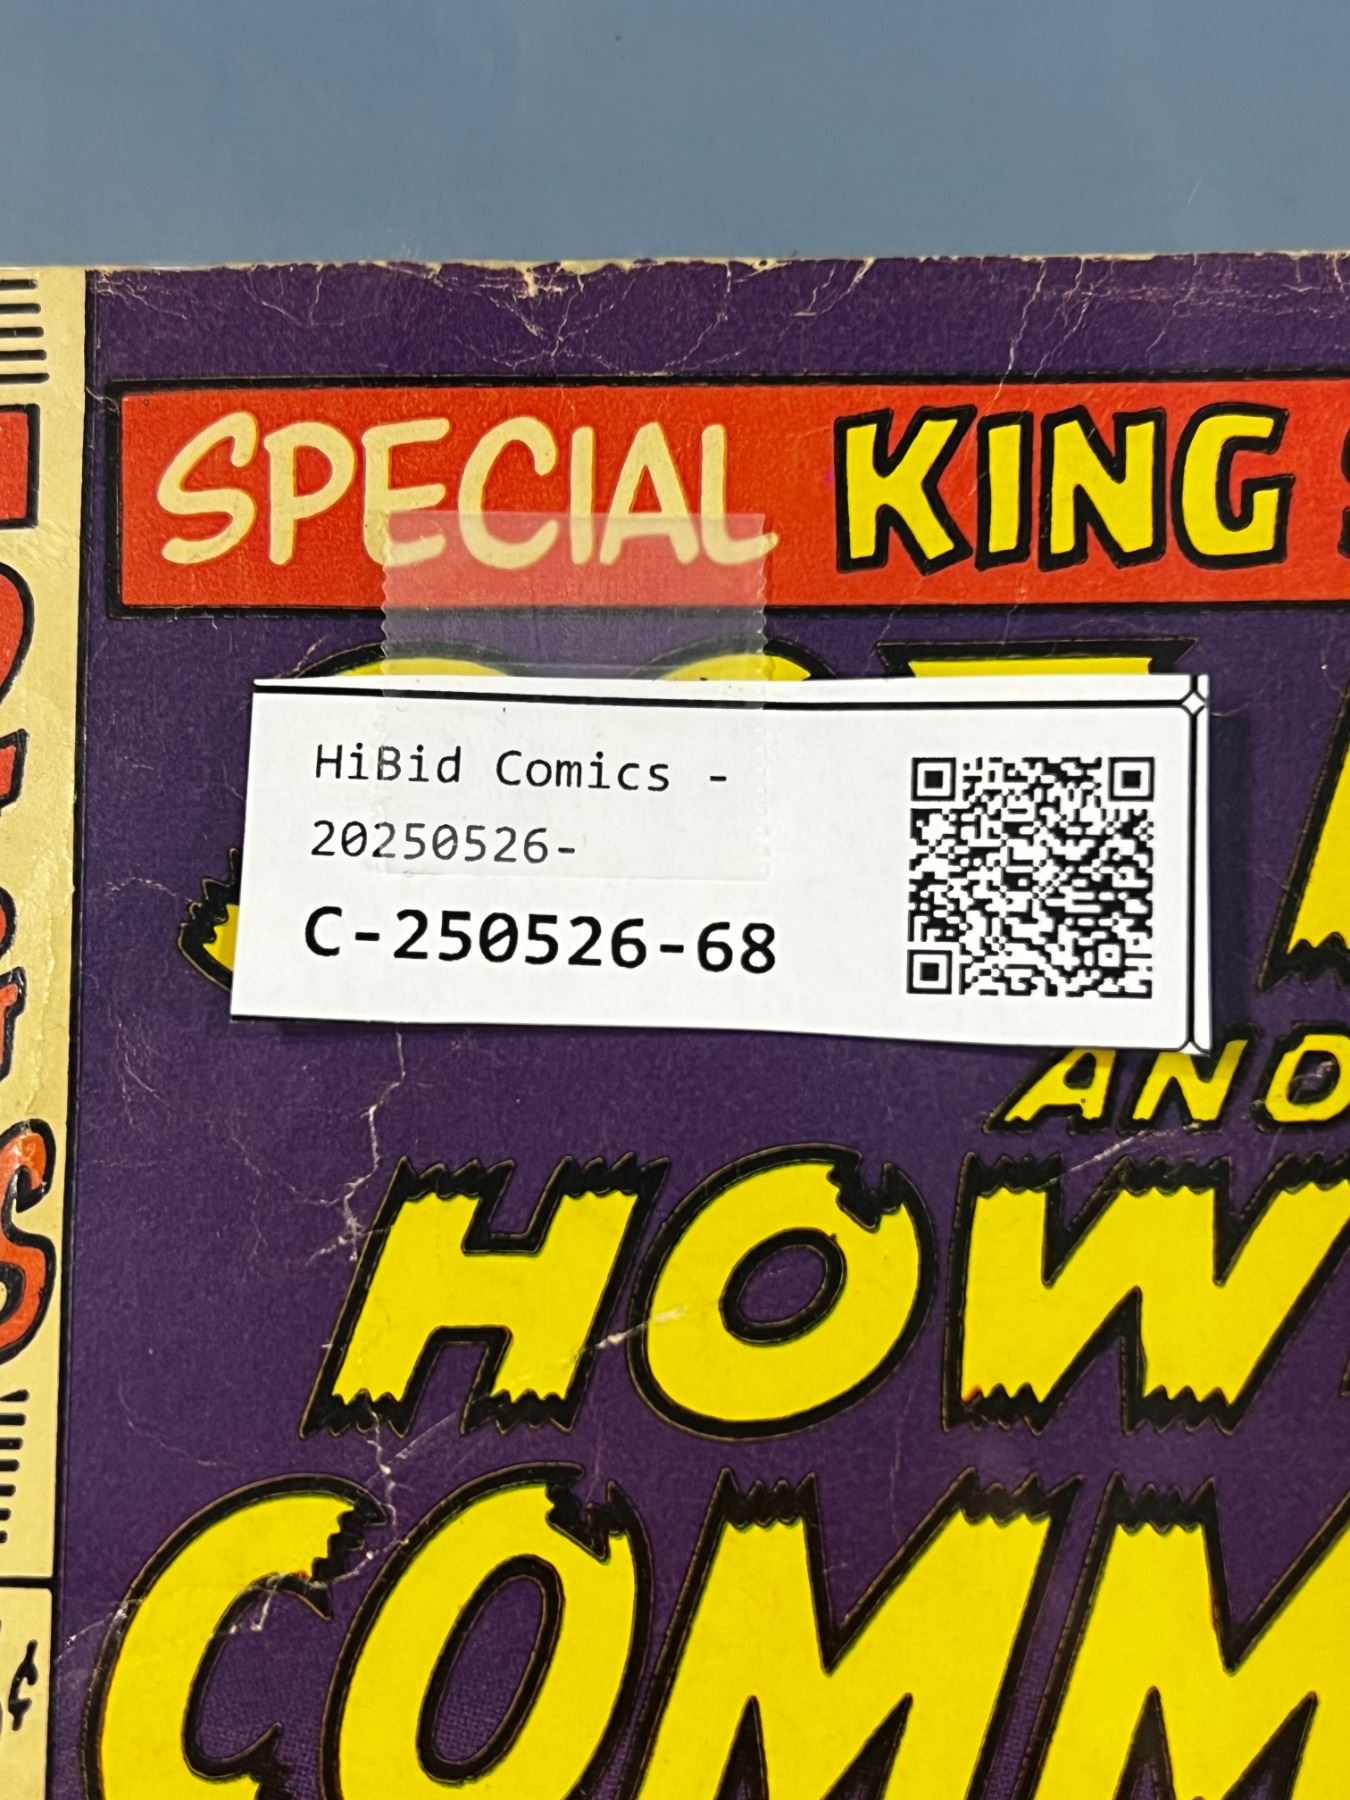 SPECIAL KING
HiBid Comics -
20250526-
C-250526-68
AND
HOW
COMM